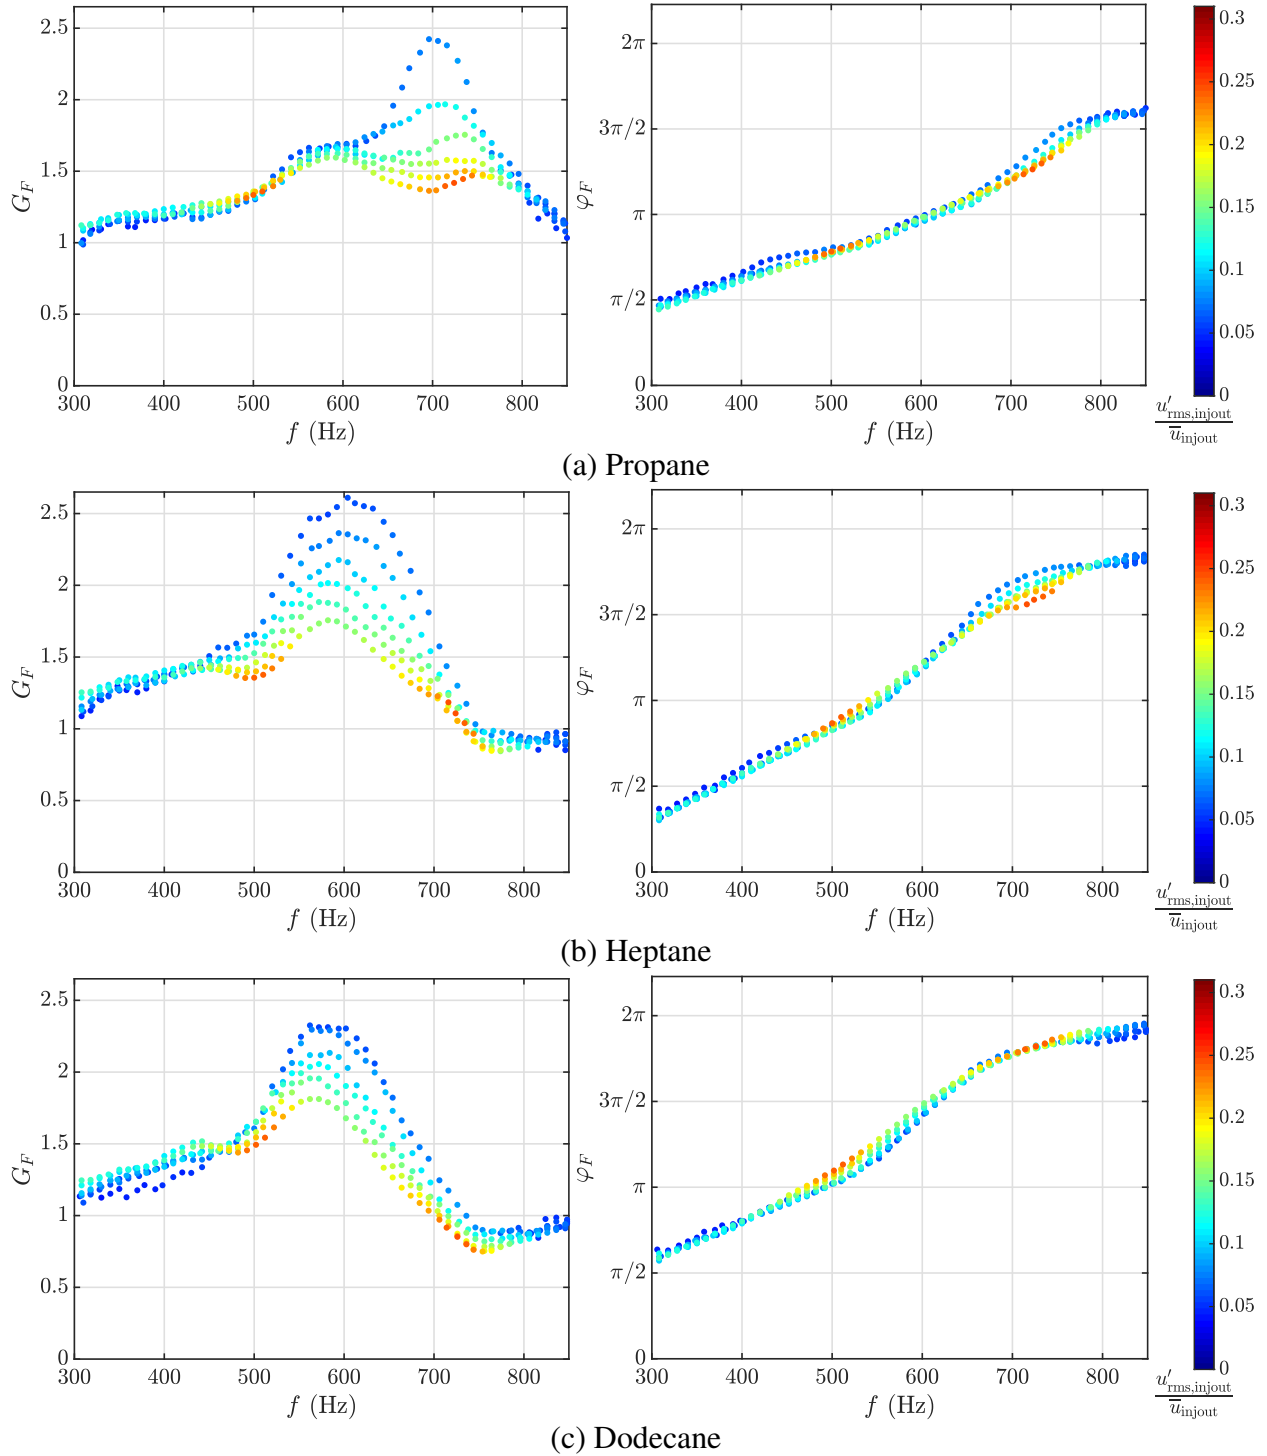 2.5
2
1.5
1
0.5
0
G_F
300 400 500 600 700 800
f (Hz)
2π
3π/2
π
π/2
0
φ_F
300 400 500 600 700 800
f (Hz)
0.3
0.25
0.2
0.15
0.1
0.05
0
u′rms,injout
u̅injout
(a) Propane
2.5
2
1.5
1
0.5
0
G_F
300 400 500 600 700 800
f (Hz)
2π
3π/2
π
π/2
0
φ_F
300 400 500 600 700 800
f (Hz)
0.3
0.25
0.2
0.15
0.1
0.05
0
u′rms,injout
u̅injout
(b) Heptane
2.5
2
1.5
1
0.5
0
G_F
300 400 500 600 700 800
f (Hz)
2π
3π/2
π
π/2
0
φ_F
300 400 500 600 700 800
f (Hz)
0.3
0.25
0.2
0.15
0.1
0.05
0
u′rms,injout
u̅injout
(c) Dodecane